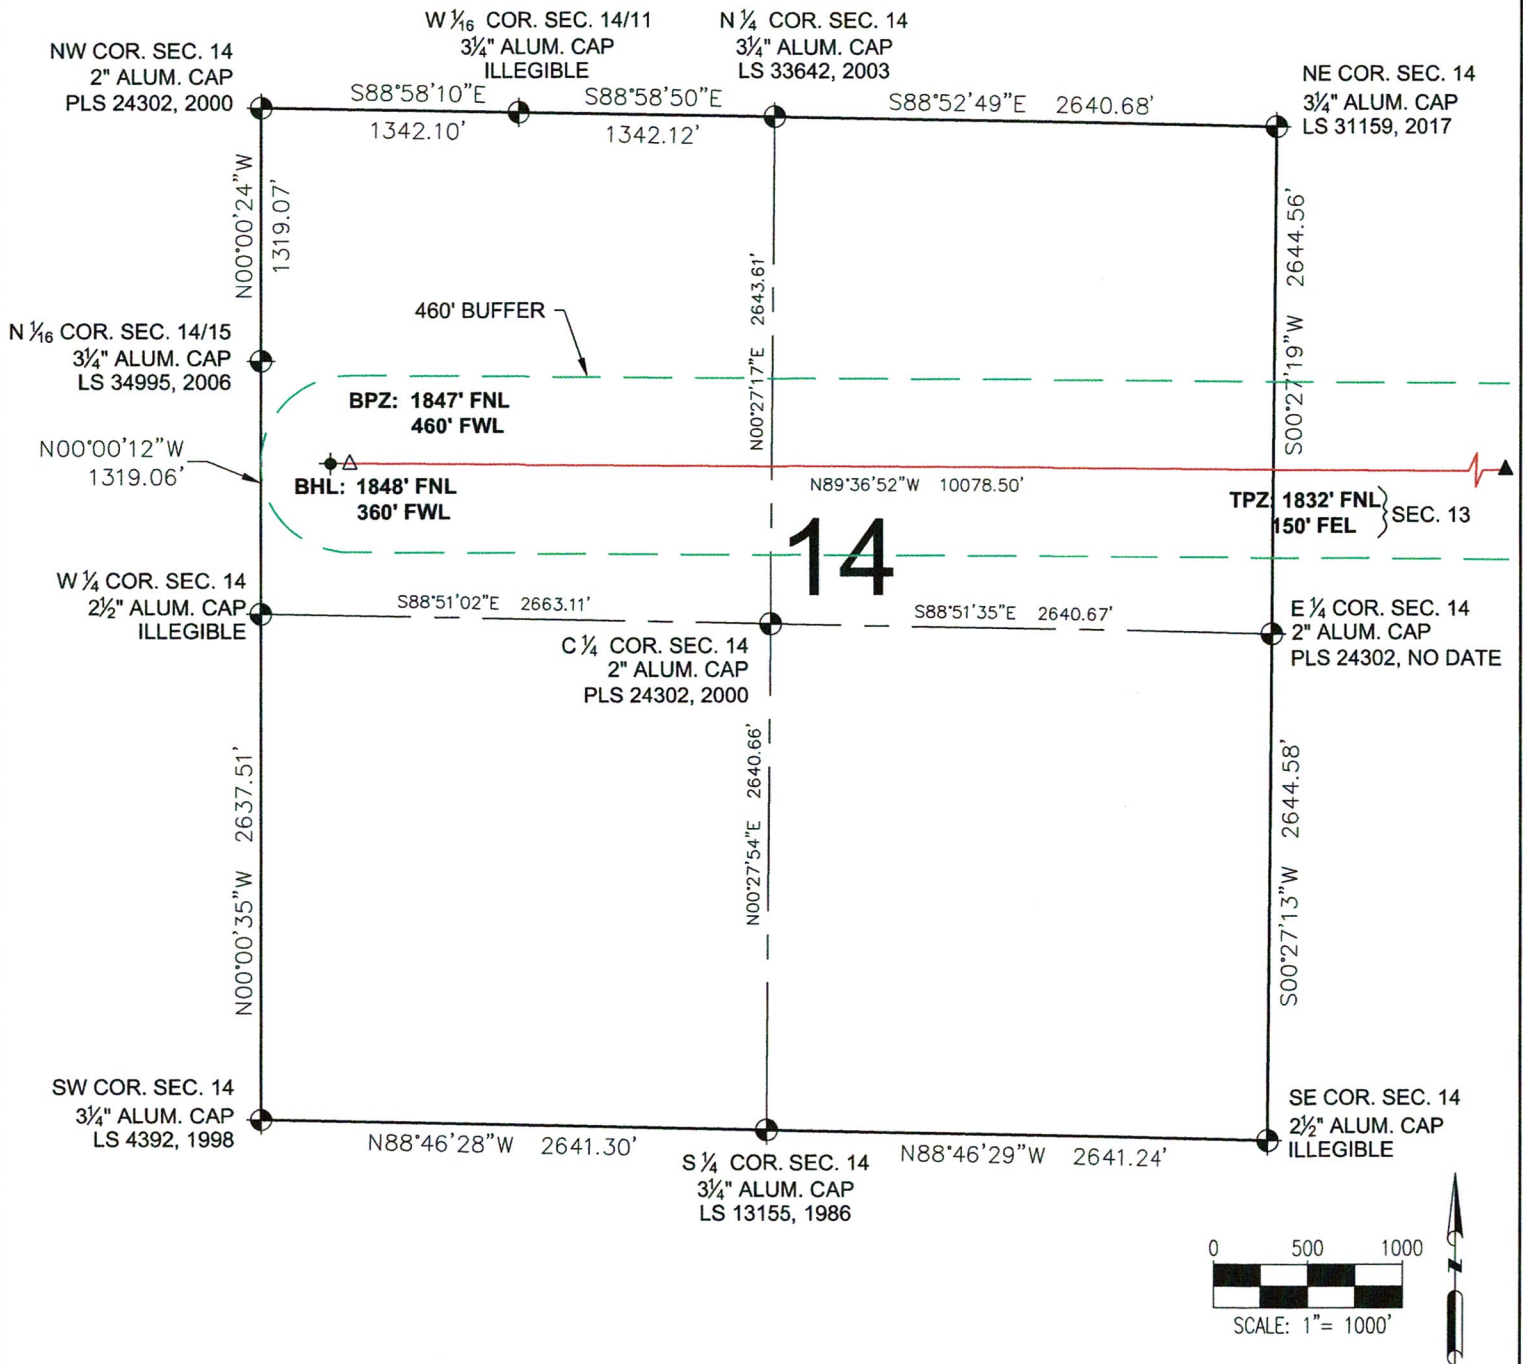 W 1/16 COR. SEC. 14/11
3¼" ALUM. CAP
ILLEGIBLE
N ¼ COR. SEC. 14
3¼" ALUM. CAP
LS 33642, 2003
NW COR. SEC. 14
2" ALUM. CAP
PLS 24302, 2000
NE COR. SEC. 14
3¼" ALUM. CAP
LS 31159, 2017
S88°58'10"E
1342.10'
S88°58'50"E
1342.12'
S88°52'49"E 2640.68'
N00°00'24"W
1319.07'
N00°27'17"E 2643.61'
S00°27'19"W 2644.56'
460' BUFFER
N 1/16 COR. SEC. 14/15
3¼" ALUM. CAP
LS 34995, 2006
BPZ: 1847' FNL
460' FWL
N00°00'12"W
1319.06'
BHL: 1848' FNL
360' FWL
N89°36'52"W 10078.50'
TPZ: 1832' FNL
150' FEL
SEC. 13
14
W ¼ COR. SEC. 14
2½" ALUM. CAP
ILLEGIBLE
S88°51'02"E 2663.11'
S88°51'35"E 2640.67'
E ¼ COR. SEC. 14
2" ALUM. CAP
PLS 24302, NO DATE
C ¼ COR. SEC. 14
2" ALUM. CAP
PLS 24302, 2000
N00°00'35"W 2637.51'
N00°27'54"E 2640.66'
S00°27'13"W 2644.58'
SW COR. SEC. 14
3¼" ALUM. CAP
LS 4392, 1998
N88°46'28"W 2641.30'
S ¼ COR. SEC. 14
3¼" ALUM. CAP
LS 13155, 1986
N88°46'29"W 2641.24'
SE COR. SEC. 14
2½" ALUM. CAP
ILLEGIBLE
0 500 1000
SCALE: 1"= 1000'
N